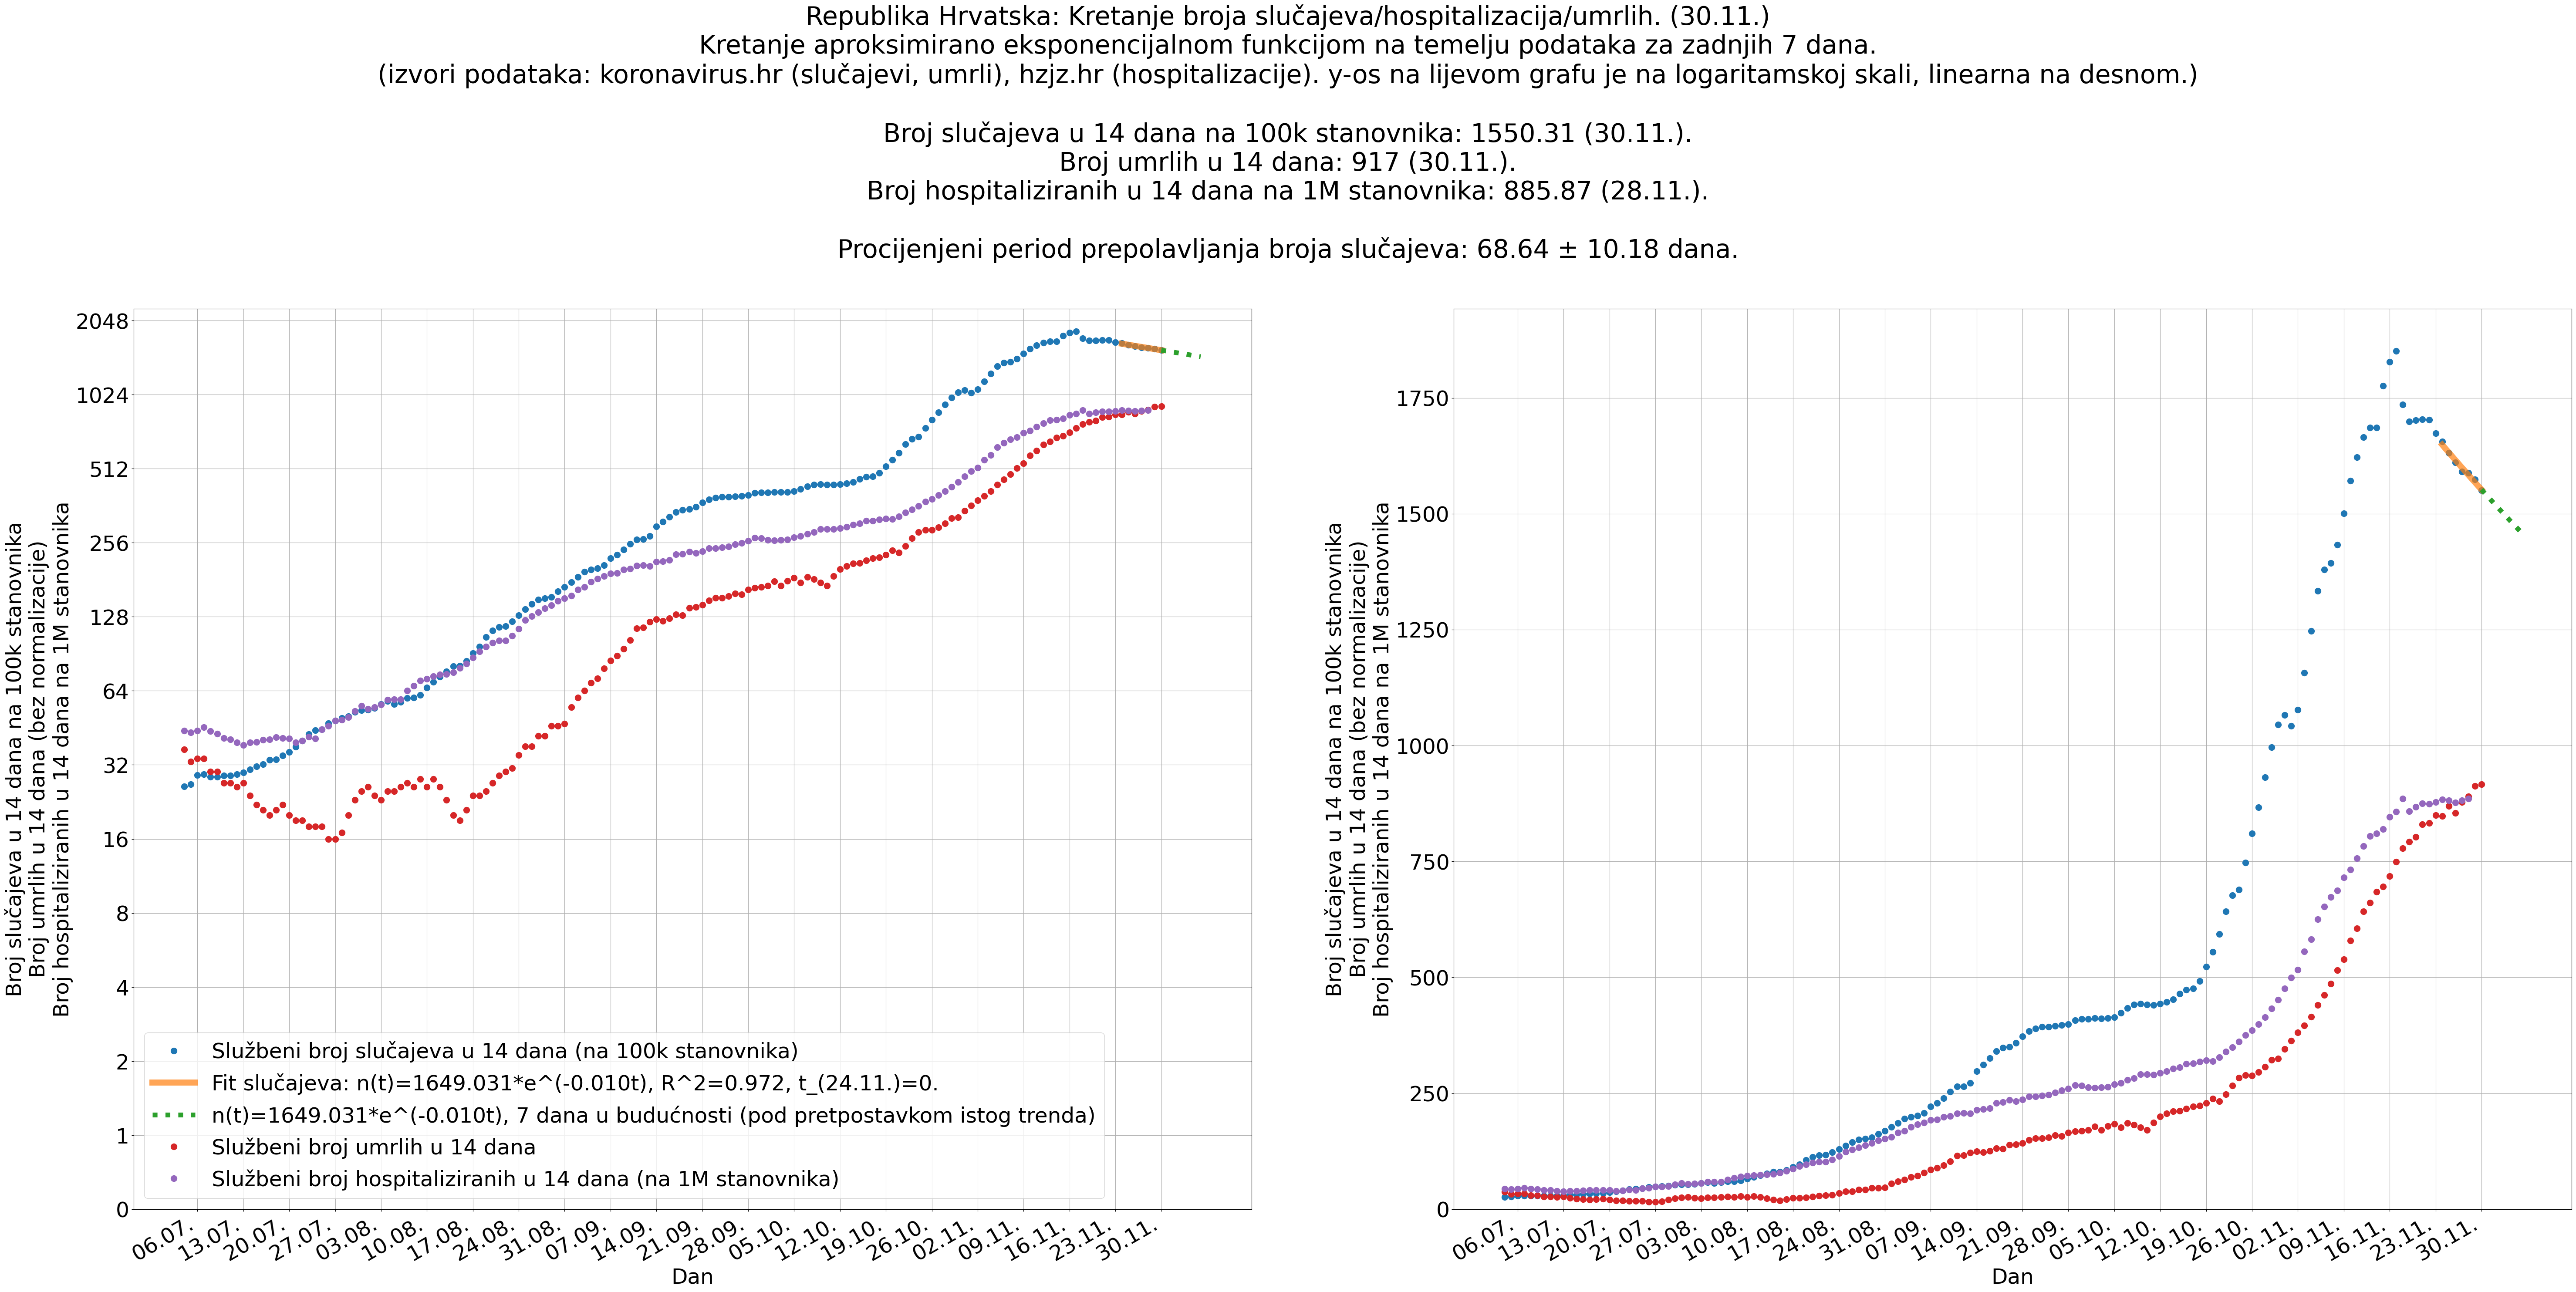 Republika Hrvatska: Kretanje broja slučajeva/hospitalizacija/umrlih. (30.11.)
Kretanje aproksimirano eksponencijalnom funkcijom na temelju podataka za zadnjih 7 dana.
(izvori podataka: koronavirus.hr (slučajevi, umrli), hzjz.hr (hospitalizacije). y-os na lijevom grafu je na logaritamskoj skali, linearna na desnom.)
Broj slučajeva u 14 dana na 100k stanovnika: 1550.31 (30.11.).
Broj umrlih u 14 dana: 917 (30.11.).
Broj hospitaliziranih u 14 dana na 1M stanovnika: 885.87 (28.11.).
Procijenjeni period prepolavljanja broja slučajeva: 68.64 ± 10.18 dana.
Broj slučajeva u 14 dana na 100k stanovnika
Broj umrlih u 14 dana (bez normalizacije)
Broj hospitaliziranih u 14 dana na 1M stanovnika
2048
1024
512
256
128
64
32
16
8
4
2
1
0
Službeni broj slučajeva u 14 dana (na 100k stanovnika)
Fit slučajeva: n(t)=1649.031*e^(-0.010t), R^2=0.972, t_(24.11.)=0.
n(t)=1649.031*e^(-0.010t), 7 dana u budućnosti (pod pretpostavkom istog trenda)
Službeni broj umrlih u 14 dana
Službeni broj hospitaliziranih u 14 dana (na 1M stanovnika)
06.07. 13.07. 20.07. 27.07. 03.08. 10.08. 17.08. 24.08. 31.08. 07.09. 14.09. 21.09. 28.09. 05.10. 12.10. 19.10. 26.10. 02.11. 09.11. 16.11. 23.11. 30.11.
Dan
Broj slučajeva u 14 dana na 100k stanovnika
Broj umrlih u 14 dana (bez normalizacije)
Broj hospitaliziranih u 14 dana na 1M stanovnika
1750
1500
1250
1000
750
500
250
0
06.07. 13.07. 20.07. 27.07. 03.08. 10.08. 17.08. 24.08. 31.08. 07.09. 14.09. 21.09. 28.09. 05.10. 12.10. 19.10. 26.10. 02.11. 09.11. 16.11. 23.11. 30.11.
Dan